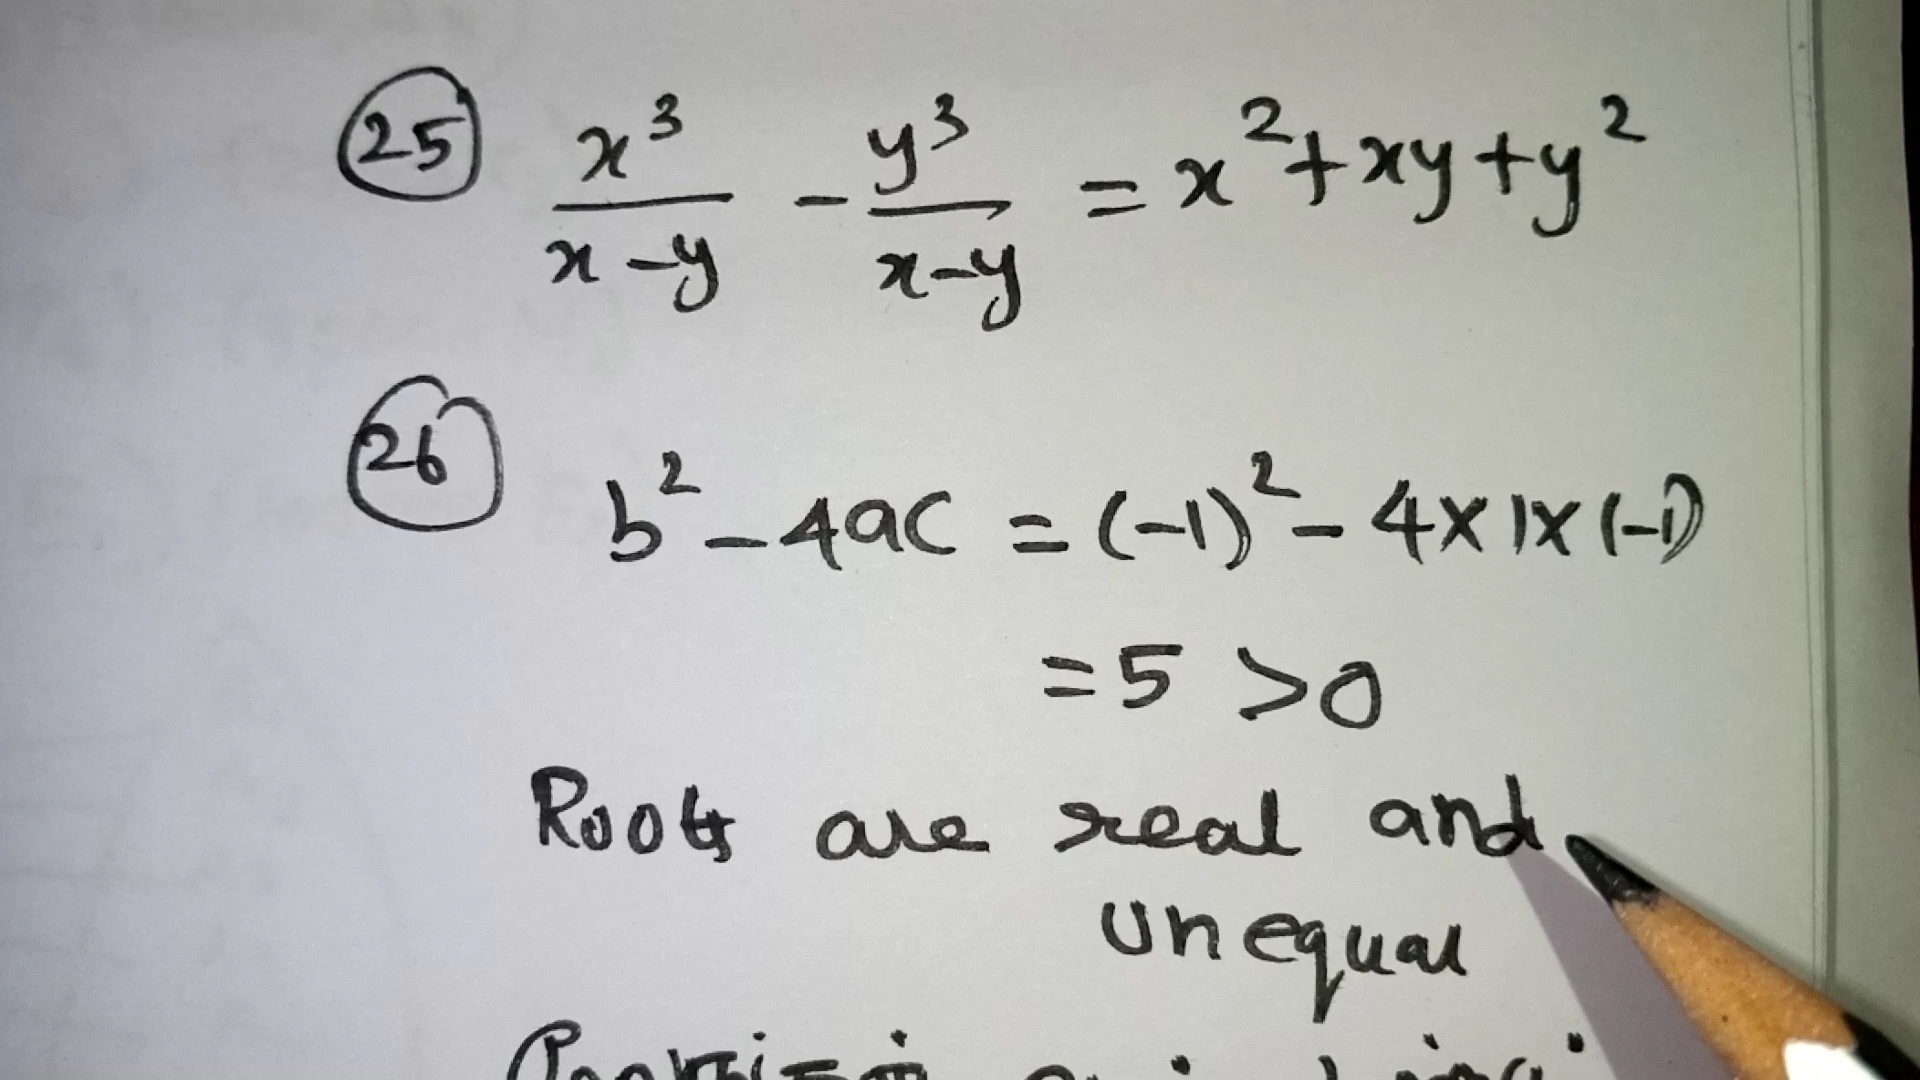 25 x³/x-y - y³/x-y = x²+xy+y²
26 b²-4ac = (-1)²-4×1×(-1)
= 5 >0
Roots are real and
unequal